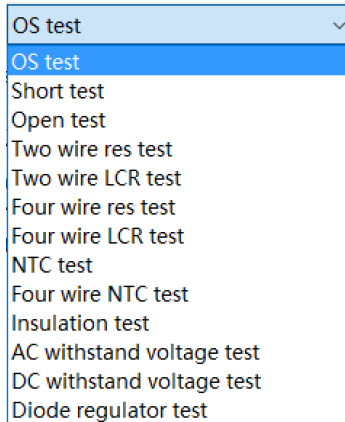 OS test
OS test
Short test
Open test
Two wire res test
Two wire LCR test
Four wire res test
Four wire LCR test
NTC test
Four wire NTC test
Insulation test
AC withstand voltage test
DC withstand voltage test
Diode regulator test